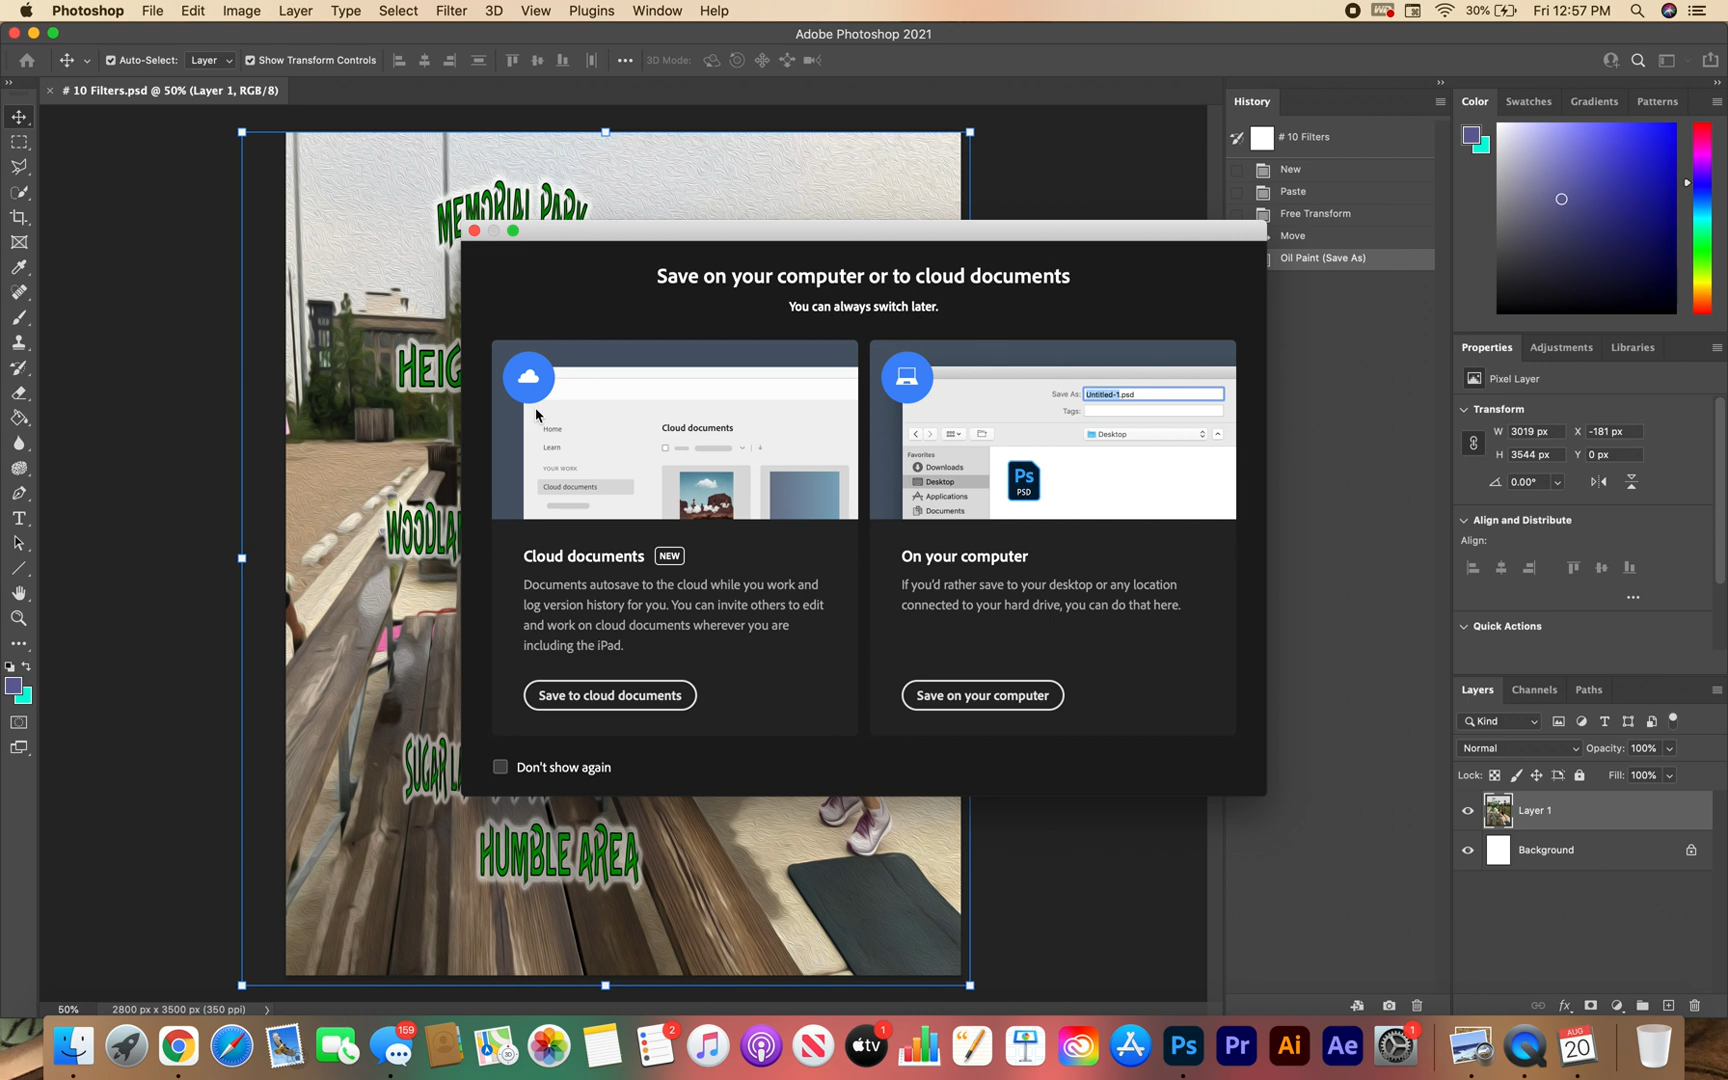 Photoshop File Edit Image Layer Type Select Filter 3D View Plugins Window Help 30% Fri 12:57 PM
Adobe Photoshop 2021
Auto-Select: Layer Show Transform Controls 3D Mode:
# 10 Filters.psd @ 50% (Layer 1, RGB/8)
History
# 10 Filters
New
Paste
Free Transform
Move
Oil Paint (Save As)
Color Swatches Gradients Patterns
Properties Adjustments Libraries
Pixel Layer
Transform
W 3019 px X -181 px
H 3544 px Y 0 px
0.00°
Align and Distribute
Align:
Quick Actions
Layers Channels Paths
Kind
Normal Opacity: 100%
Lock: Fill: 100%
Layer 1
Background
MEMORIAL PARK
HEIG
WOODLA
SUGAR LA
HUMBLE AREA
Save on your computer or to cloud documents
You can always switch later.
Home
Learn
YOUR WORK
Cloud documents
Cloud documents
Save As: Untitled-1.psd
Tags:
Desktop
Favorites
Downloads
Desktop
Applications
Documents
Ps
PSD
Cloud documents NEW
Documents autosave to the cloud while you work and
log version history for you. You can invite others to edit
and work on cloud documents wherever you are
including the iPad.
Save to cloud documents
On your computer
If you'd rather save to your desktop or any location
connected to your hard drive, you can do that here.
Save on your computer
Don't show again
50% 2800 px x 3500 px (350 ppi)
159 2 tv 1 Ps Pr Ai Ae 1 AUG 20